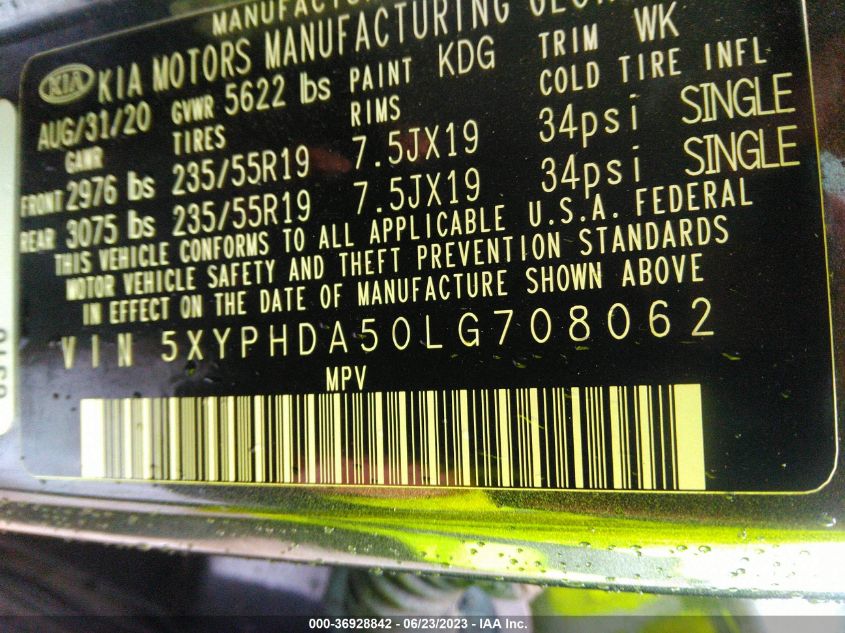 MANUFACTUR
KIA KIA MOTORS MANUFACTURING GEOR
AUG/31/20 GVWR 5622 lbs PAINT KDG TRIM WK
GAWR TIRES RIMS COLD TIRE INFL
FRONT 2976 lbs 235/55R19 7.5JX19 34psi SINGLE
REAR 3075 lbs 235/55R19 7.5JX19 34psi SINGLE
THIS VEHICLE CONFORMS TO ALL APPLICABLE U.S.A. FEDERAL
MOTOR VEHICLE SAFETY AND THEFT PREVENTION STANDARDS
IN EFFECT ON THE DATE OF MANUFACTURE SHOWN ABOVE
VIN 5XYPHDA50LG708062
MPV
000-36928842 / 06/23/2023 - IAA Inc.